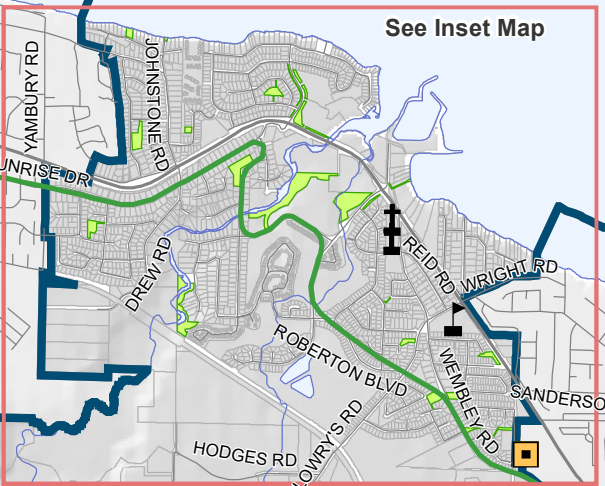 See Inset Map
YAMBURY RD
JOHNSTONE RD
UNRISE DR
DREW RD
REID RD
WRIGHT RD
ROBERTON BLVD
WEMBLEY RD
SANDERSO
LOWRY'S RD
HODGES RD